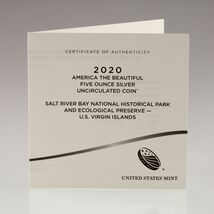 CERTIFICATE OF AUTHENTICITY
2020
AMERICA THE BEAUTIFUL
FIVE OUNCE SILVER
UNCIRCULATED COIN™
SALT RIVER BAY NATIONAL HISTORICAL PARK
AND ECOLOGICAL PRESERVE —
U.S. VIRGIN ISLANDS
UNITED STATES MINT